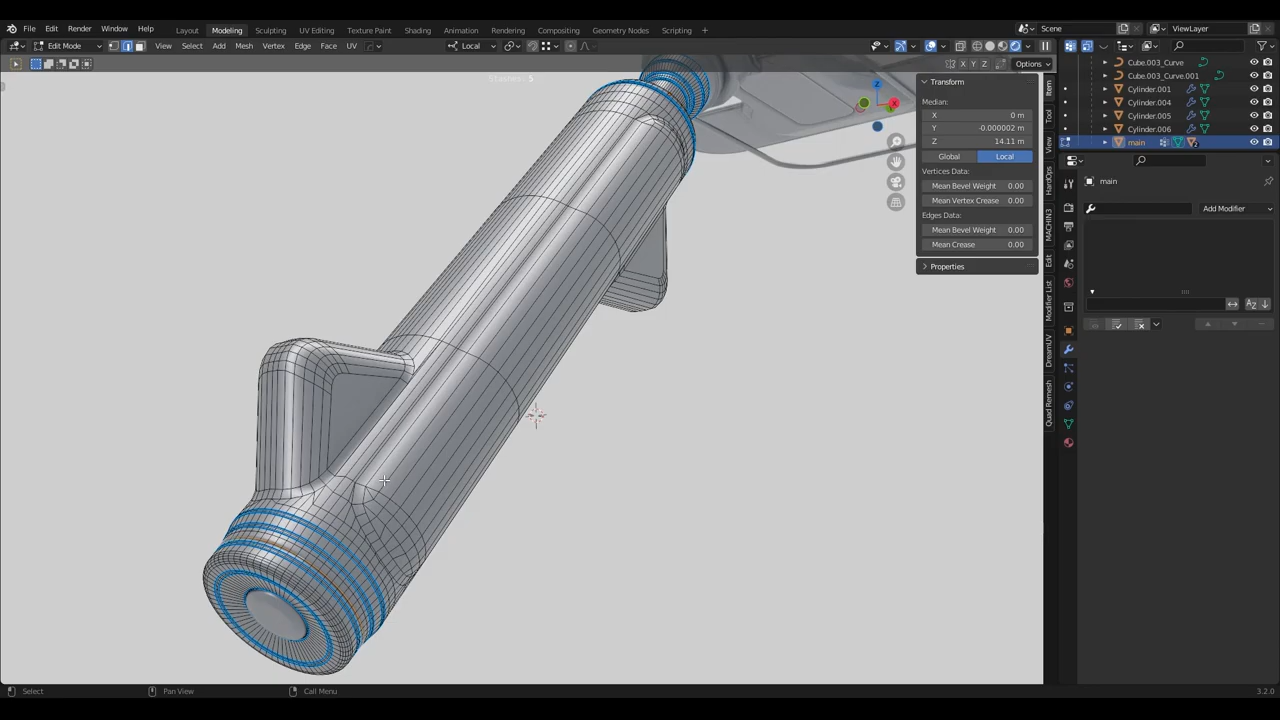 File Edit Render Window Help Layout Modeling Sculpting UV Editing Texture Paint Shading Animation Rendering Compositing Geometry Nodes Scripting Scene ViewLayer
Edit Mode View Select Add Mesh Vertex Edge Face UV Local
X Y Z Options
Cube.003_Curve
Cube.003_Curve.001
Cylinder.001
Cylinder.004
Cylinder.005
Cylinder.006
main
Transform
Median:
X 0 m
Y -0.000002 m
Z 14.11 m
Global Local
Vertices Data:
Mean Bevel Weight 0.00
Mean Vertex Crease 0.00
Edges Data:
Mean Bevel Weight 0.00
Mean Crease 0.00
Properties
Item
Tool
View
HardOps
MACHIN3
Edit
Modifier List
DreamUV
Quad Remesh
main
Add Modifier
Select Pan View Call Menu 3.2.0